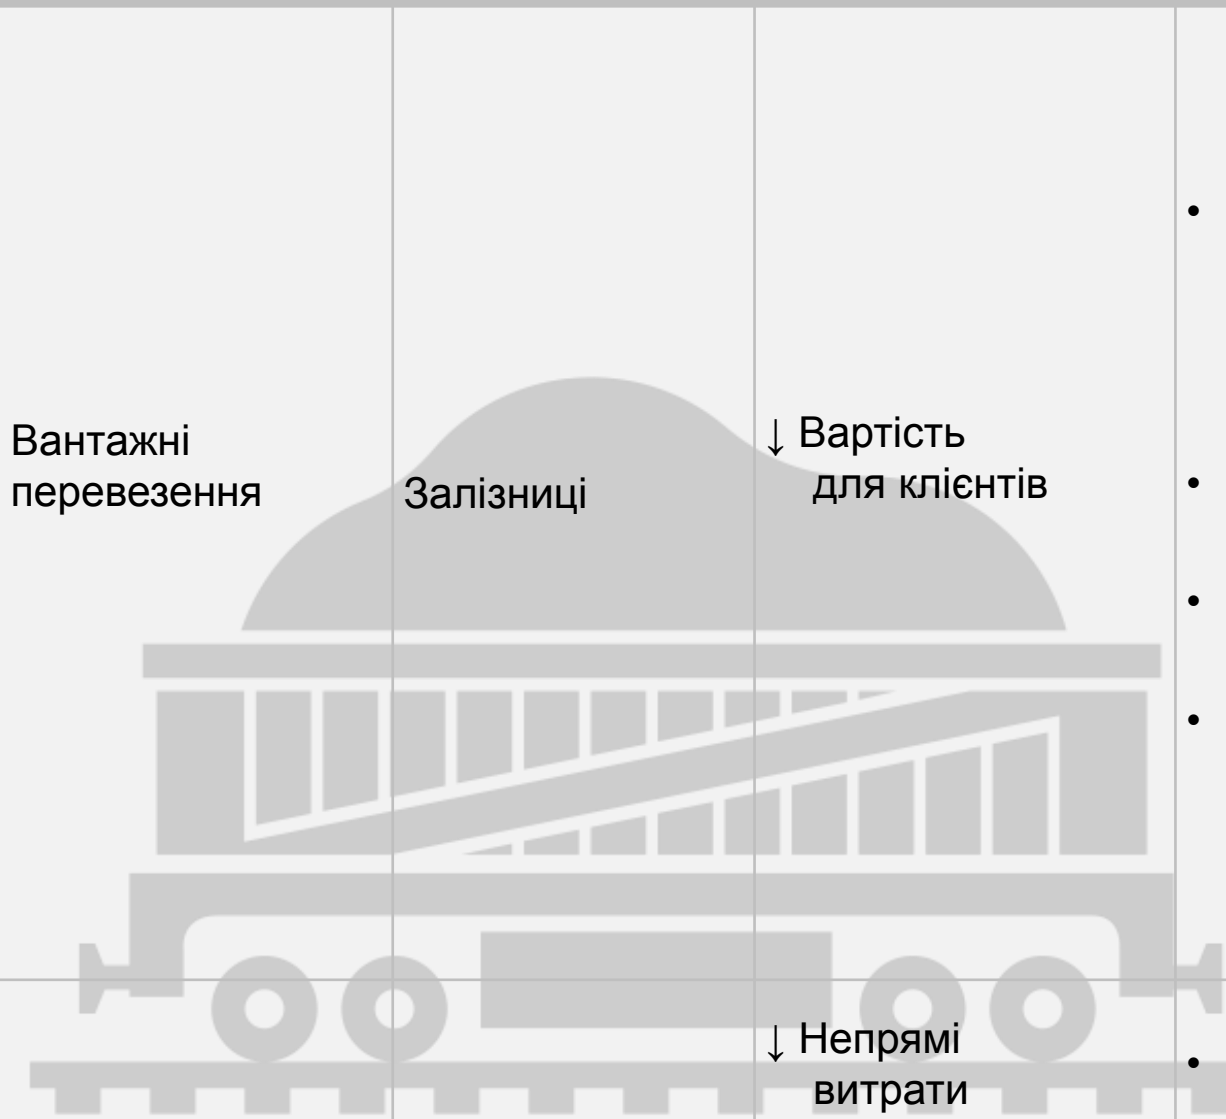 Вантажні
перевезення
Залізниці
↓ Вартість
для клієнтів
•
•
•
•
↓ Непрямі
витрати
•